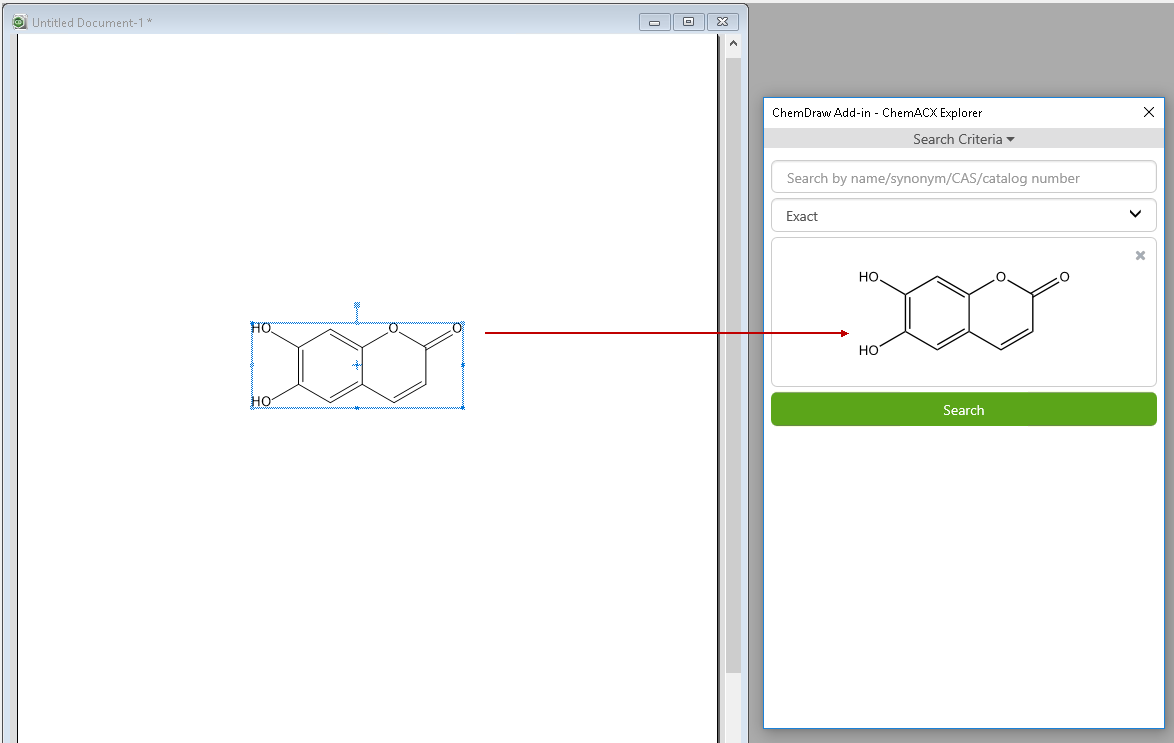 Untitled Document-1 *
HO
O
O
HO
ChemDraw Add-in - ChemACX Explorer
Search Criteria
Search by name/synonym/CAS/catalog number
Exact
HO
O
O
HO
Search